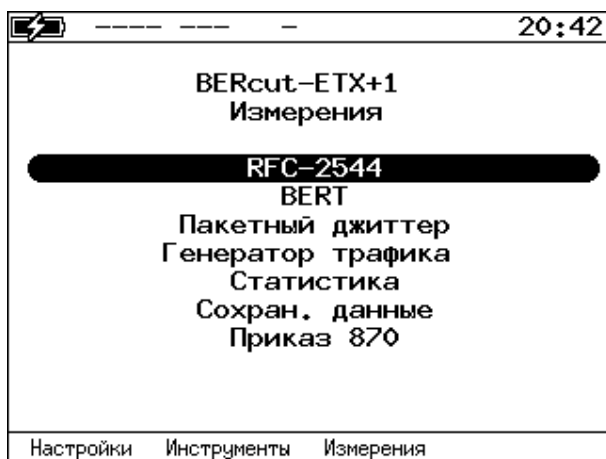 ---- --- - 20:42
BERcut-ETX+1
Измерения
RFC-2544
BERT
Пакетный джиттер
Генератор трафика
Статистика
Сохран. данные
Приказ 870
Настройки Инструменты Измерения